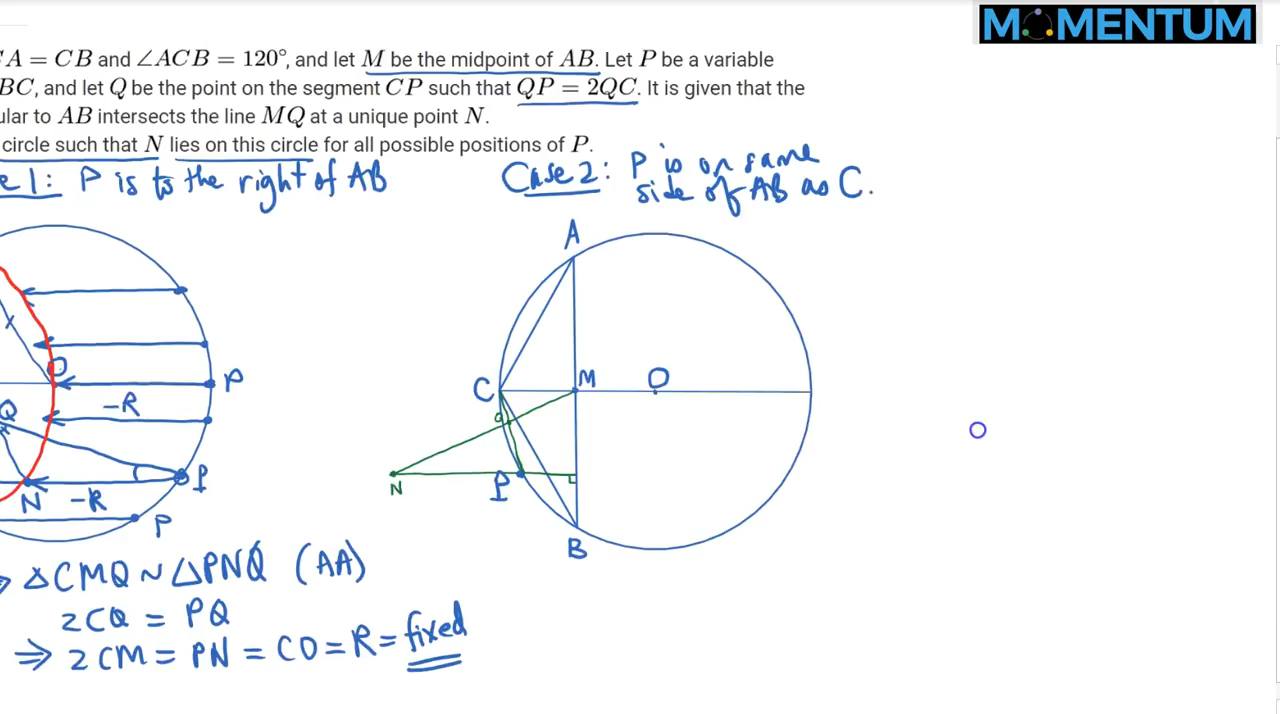 MOMENTUM
A = CB and ∠ACB = 120°, and let M be the midpoint of AB. Let P be a variable
BC, and let Q be the point on the segment CP such that QP = 2QC. It is given that the
ular to AB intersects the line MQ at a unique point N.
circle such that N lies on this circle for all possible positions of P.
e 1: P is to the right of AB
Case 2: P is on same
side of AB as C.
A
x
O
P
C
M
O
Q
-R
Q
P
N
-R
N
P
P
B
ΔCMQ ~ ΔPNQ (AA)
2CQ = PQ
⇒ 2CM = PN = CO = R = fixed